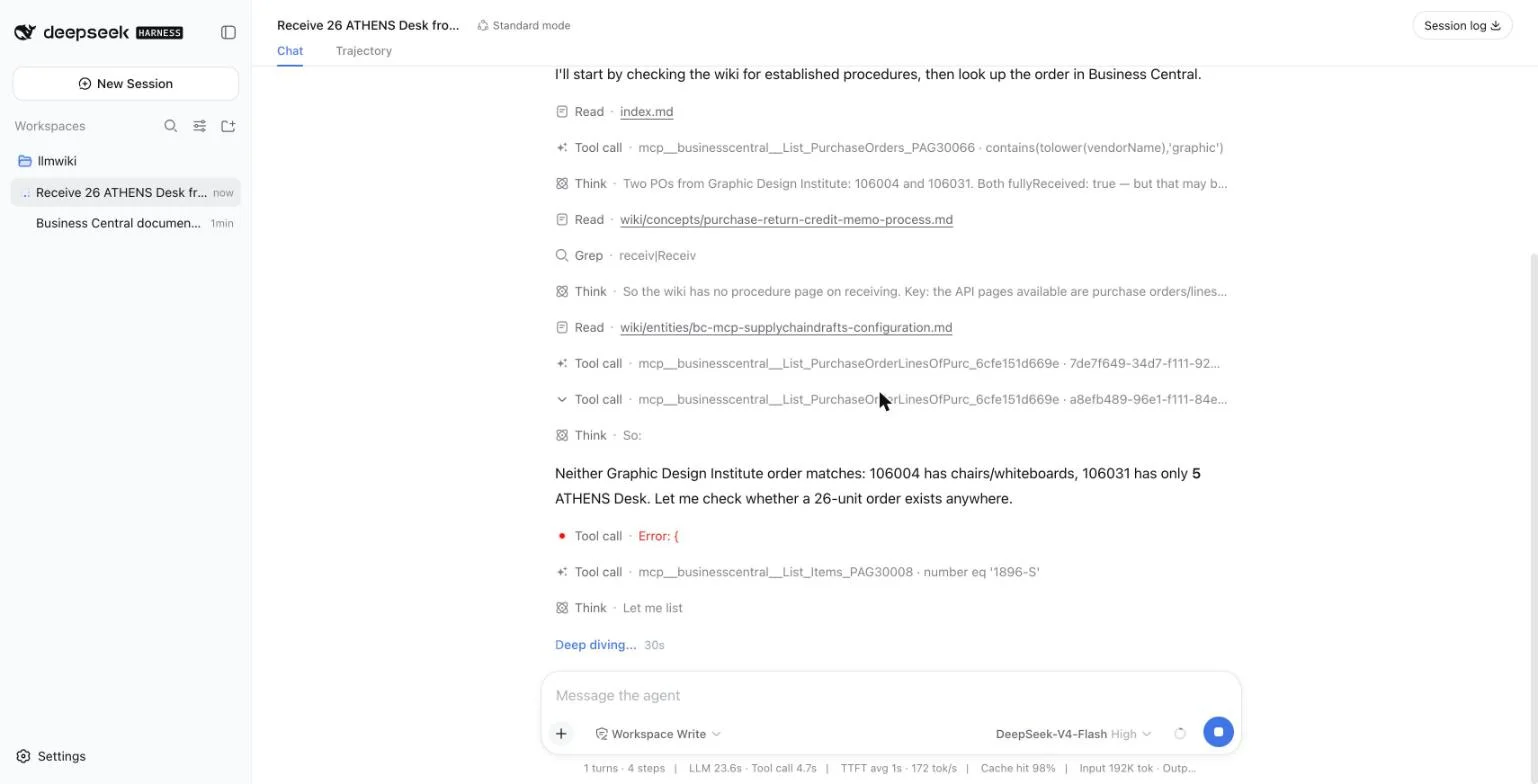 deepseek HARNESS
New Session
Workspaces
llmwiki
Receive 26 ATHENS Desk fr... now
Business Central documen... 1min
Settings
Receive 26 ATHENS Desk fro... Standard mode
Session log
Chat Trajectory
I'll start by checking the wiki for established procedures, then look up the order in Business Central.
Read · index.md
Tool call · mcp__businesscentral__List_PurchaseOrders_PAG30066 · contains(tolower(vendorName),'graphic')
Think · Two POs from Graphic Design Institute: 106004 and 106031. Both fullyReceived: true — but that may b...
Read · wiki/concepts/purchase-return-credit-memo-process.md
Grep · receiv|Receiv
Think · So the wiki has no procedure page on receiving. Key: the API pages available are purchase orders/lines...
Read · wiki/entities/bc-mcp-supplychaindrafts-configuration.md
Tool call · mcp__businesscentral__List_PurchaseOrderLinesOfPurc_6cfe151d669e · 7de7f649-34d7-f111-92...
Tool call · mcp__businesscentral__List_PurchaseOrderLinesOfPurc_6cfe151d669e · a8efb489-96e1-f111-84e...
Think · So:
Neither Graphic Design Institute order matches: 106004 has chairs/whiteboards, 106031 has only 5
ATHENS Desk. Let me check whether a 26-unit order exists anywhere.
Tool call · Error: {
Tool call · mcp__businesscentral__List_Items_PAG30008 · number eq '1896-S'
Think · Let me list
Deep diving... 30s
Message the agent
Workspace Write
DeepSeek-V4-Flash High
1 turns · 4 steps | LLM 23.6s · Tool call 4.7s | TTFT avg 1s · 172 tok/s | Cache hit 98% | Input 192K tok · Outp...